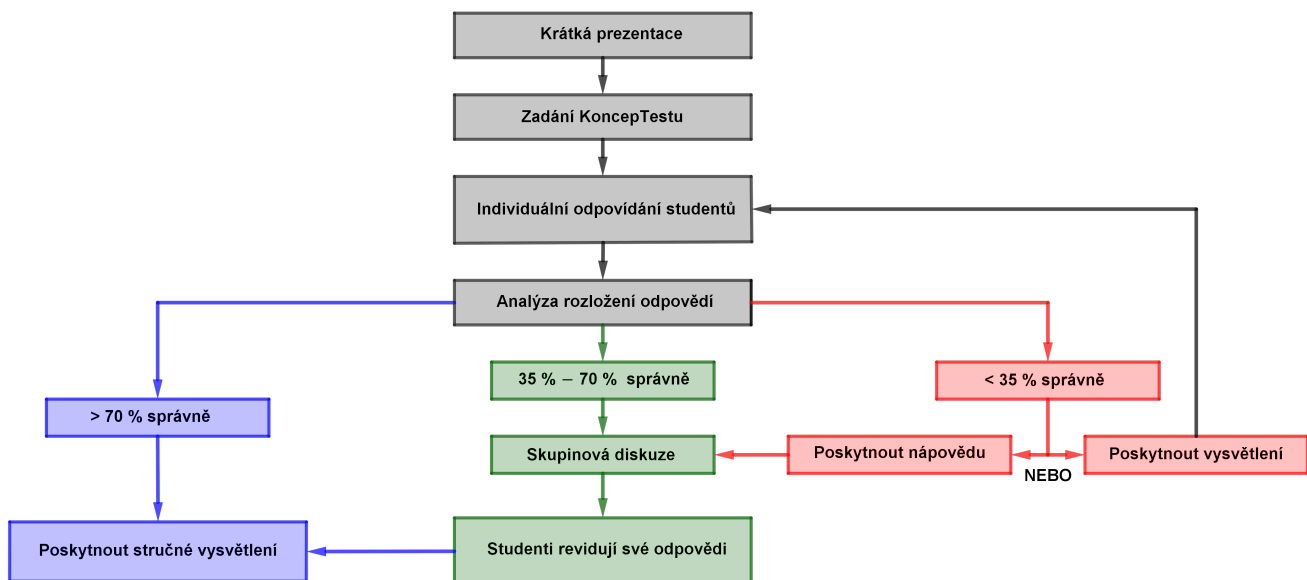 Krátká prezentace
Zadání KoncepTestu
Individuální odpovídání studentů
Analýza rozložení odpovědí
35 % – 70 % správně
< 35 % správně
> 70 % správně
Skupinová diskuze
Poskytnout nápovědu
NEBO
Poskytnout vysvětlení
Studenti revidují své odpovědi
Poskytnout stručné vysvětlení